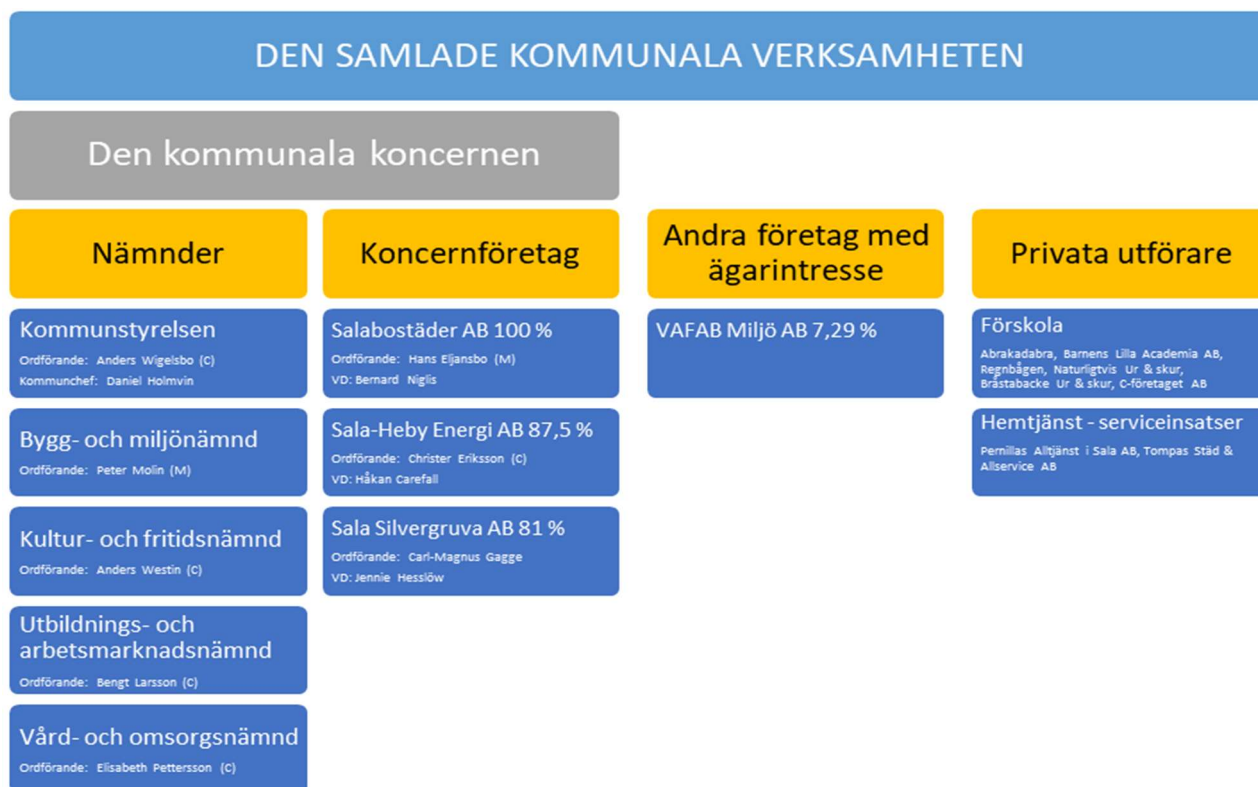 DEN SAMLADE KOMMUNALA VERKSAMHETEN
Den kommunala koncernen
Nämnder
Kommunstyrelsen
Ordförande: Anders Wigelsbo (C)
Kommunchef: Daniel Holmvin
Bygg- och miljönämnd
Ordförande: Peter Molin (M)
Kultur- och fritidsnämnd
Ordförande: Anders Westin (C)
Utbildnings- och
arbetsmarknadsnämnd
Ordförande: Bengt Larsson (C)
Vård- och omsorgsnämnd
Ordförande: Elisabeth Pettersson (C)
Koncernföretag
Salabostäder AB 100 %
Ordförande: Hans Eljansbo (M)
VD: Bernard Niglis
Sala-Heby Energi AB 87,5 %
Ordförande: Christer Eriksson (C)
VD: Håkan Carefall
Sala Silvergruva AB 81 %
Ordförande: Carl-Magnus Gagge
VD: Jennie Hesslöw
Andra företag med
ägarintresse
VAFAB Miljö AB 7,29 %
Privata utförare
Förskola
Abrakadabra, Barnens Lilla Academia AB,
Regnbågen, Naturligtvis Ur & skur,
Bråstabacke Ur & skur, C-företaget AB
Hemtjänst - serviceinsatser
Pernillas Alltjänst i Sala AB, Tompas Städ &
Allservice AB